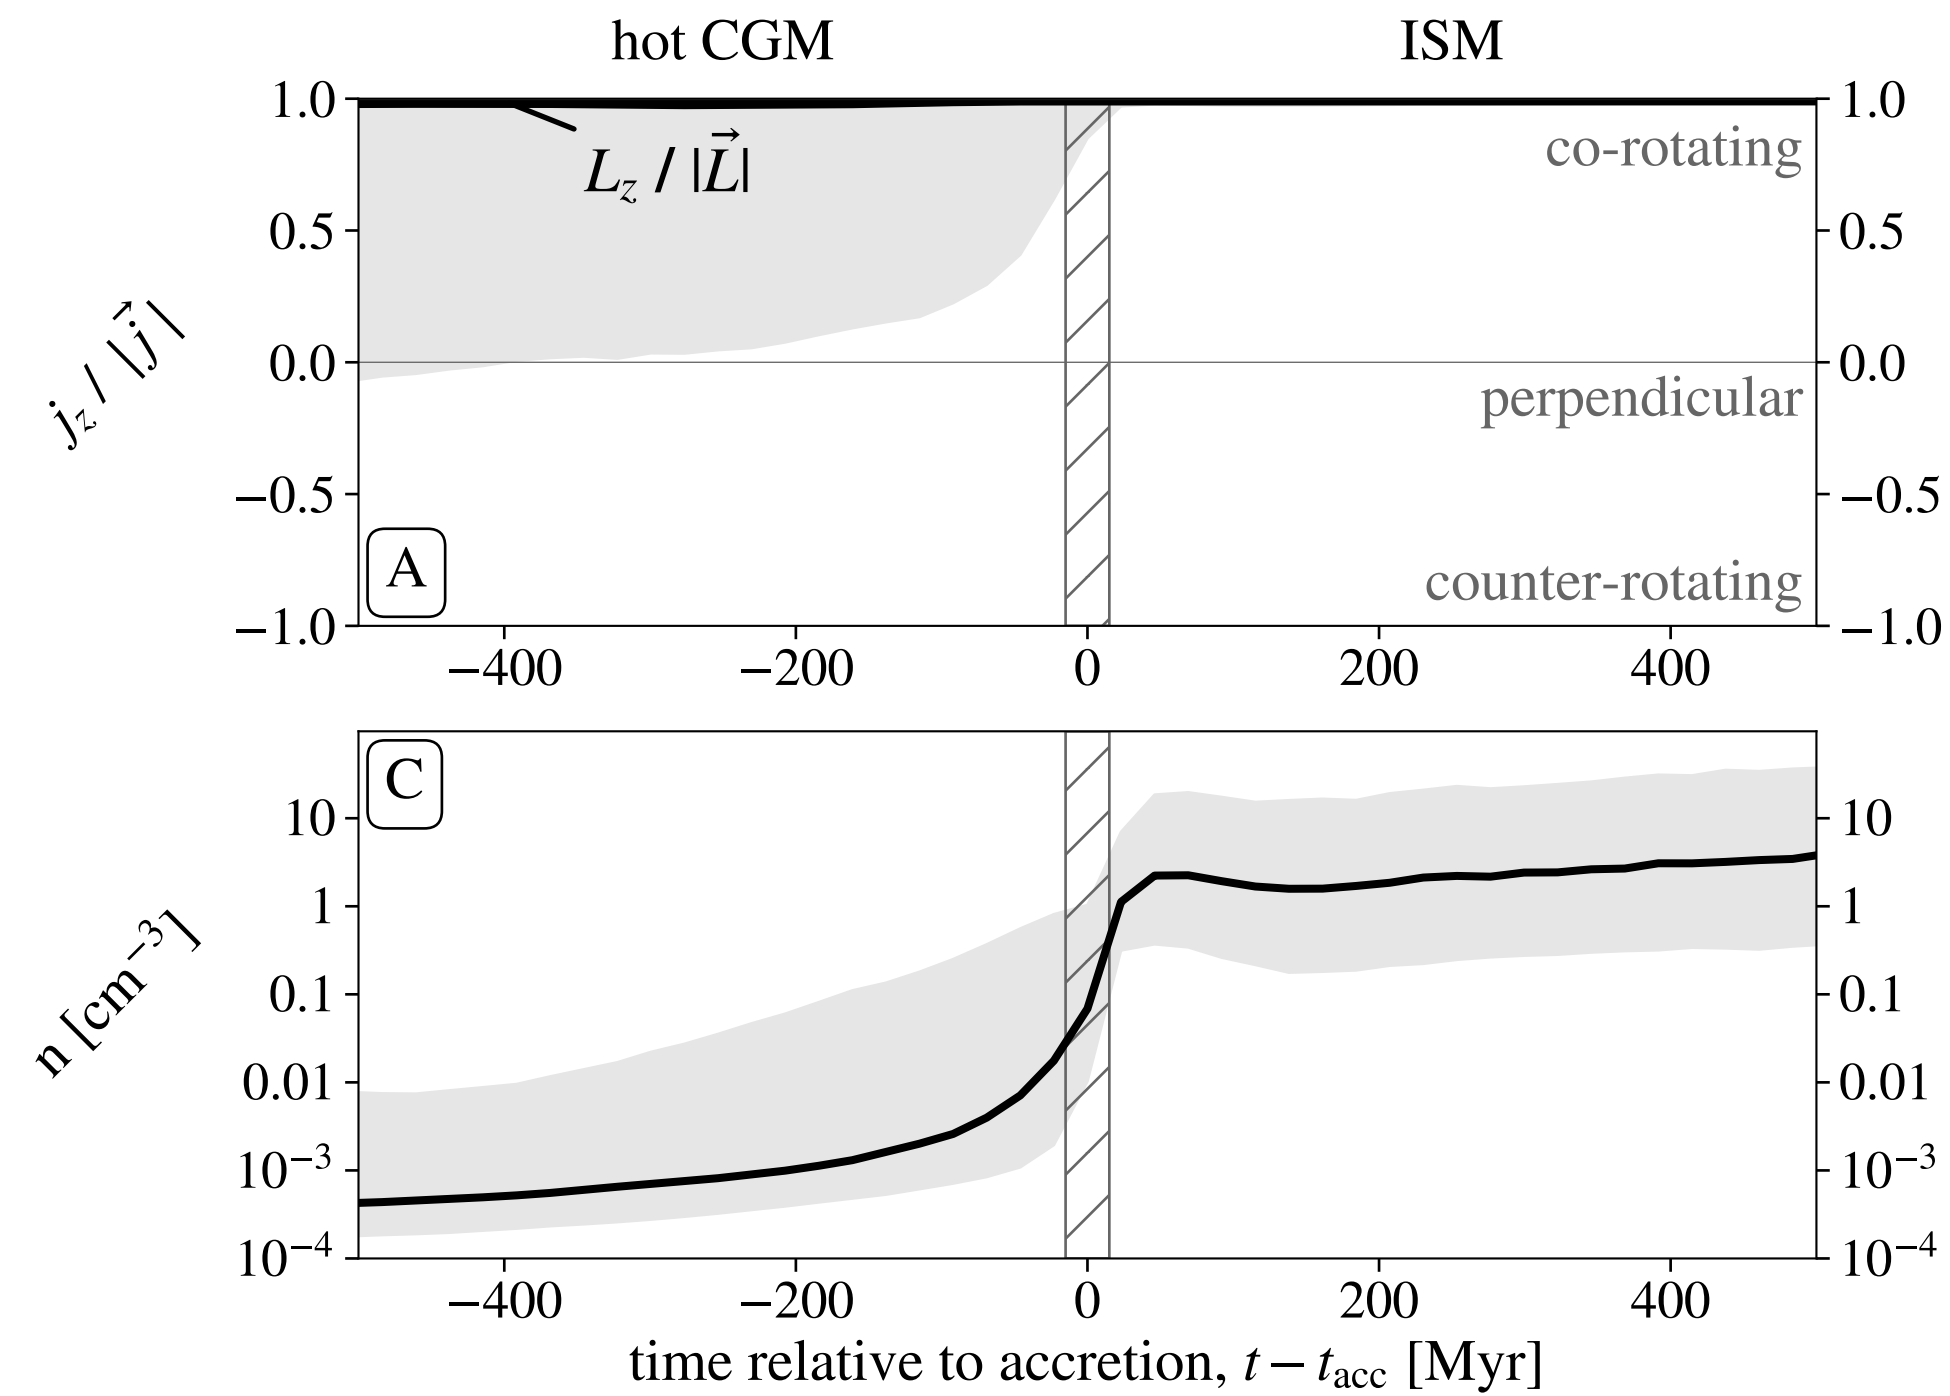 hot CGM ISM
1.0 1.0
L_z / |L⃗| co-rotating
0.5 0.5
j_z / |j⃗|
0.0 0.0
perpendicular
−0.5 −0.5
A counter-rotating
−1.0 −1.0
−400 −200 0 200 400
C
10 10
1 1
n [cm⁻³]
0.1 0.1
0.01 0.01
10⁻³ 10⁻³
10⁻⁴ 10⁻⁴
−400 −200 0 200 400
time relative to accretion, t − t_acc [Myr]